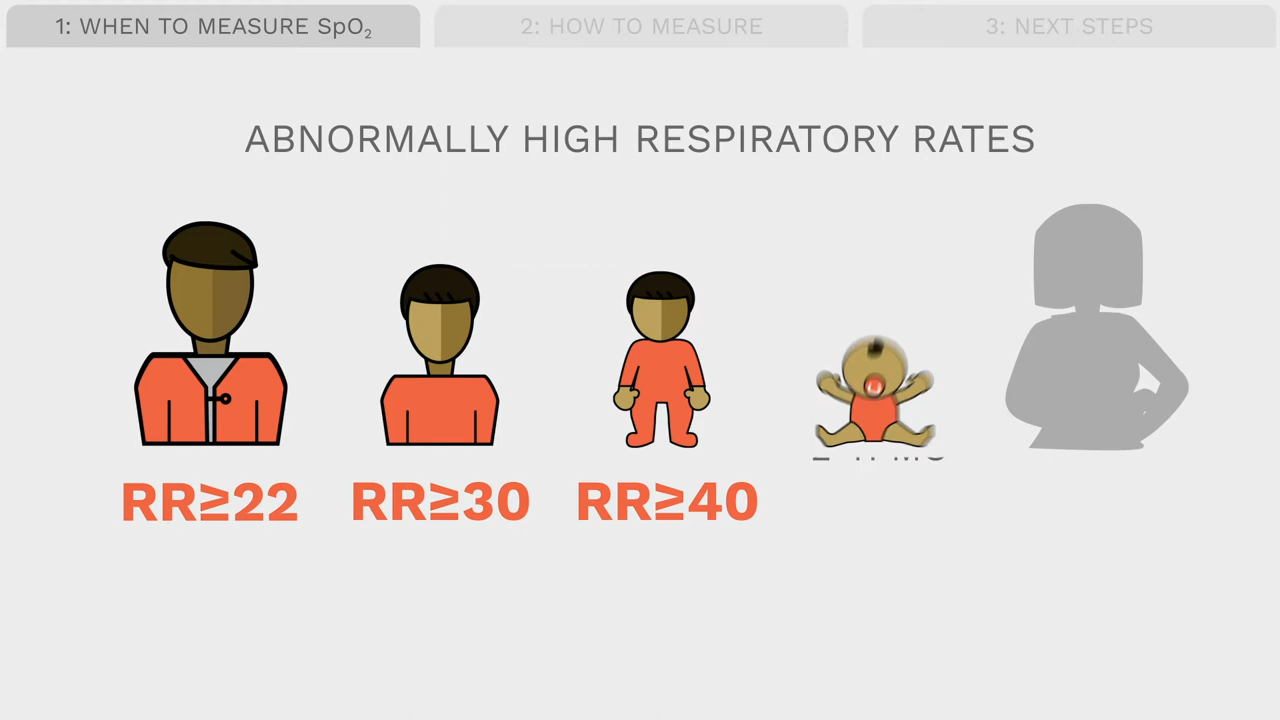 1: WHEN TO MEASURE SpO₂
2: HOW TO MEASURE
3: NEXT STEPS
ABNORMALLY HIGH RESPIRATORY RATES
RR≥22
RR≥30
RR≥40